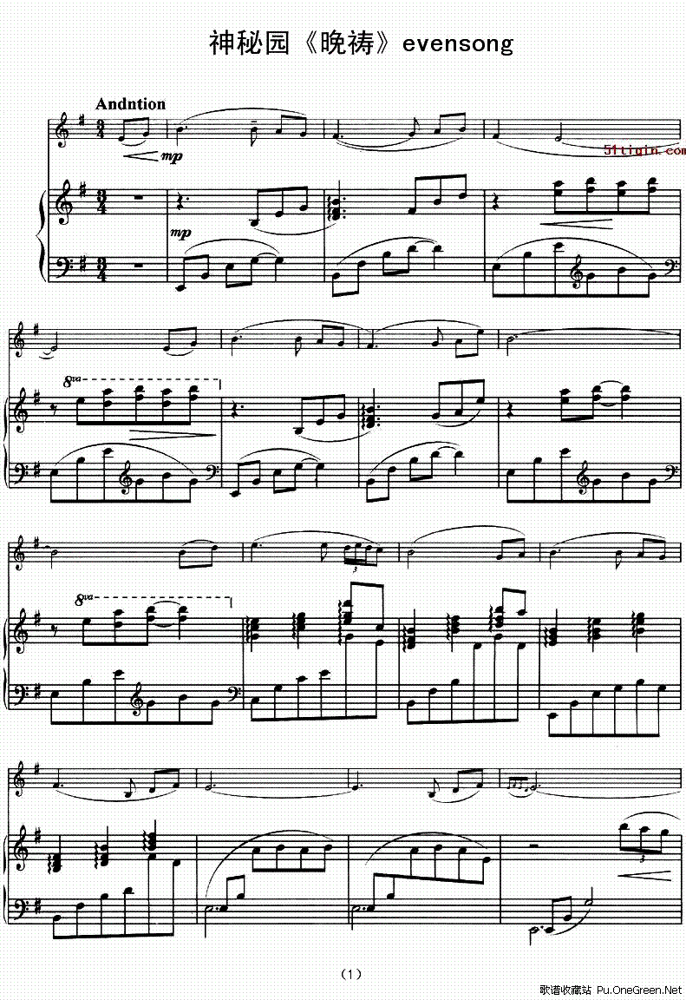 神秘园《晚祷》evensong
Andntion
mp
51tiqin.com
mp
8va
3
8va
3
3
(1)
歌谱收藏站 Pu.OneGreen.Net